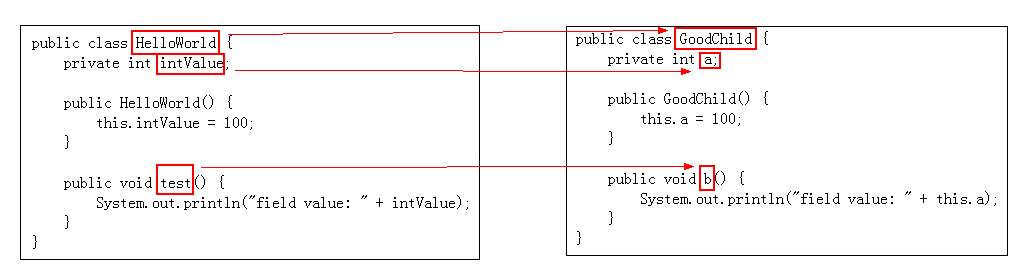 public class HelloWorld {
    private int intValue;
    public HelloWorld() {
        this.intValue = 100;
    }
    public void test() {
        System.out.println("field value: " + intValue);
    }
}
public class GoodChild {
    private int a;
    public GoodChild() {
        this.a = 100;
    }
    public void b() {
        System.out.println("field value: " + this.a);
    }
}